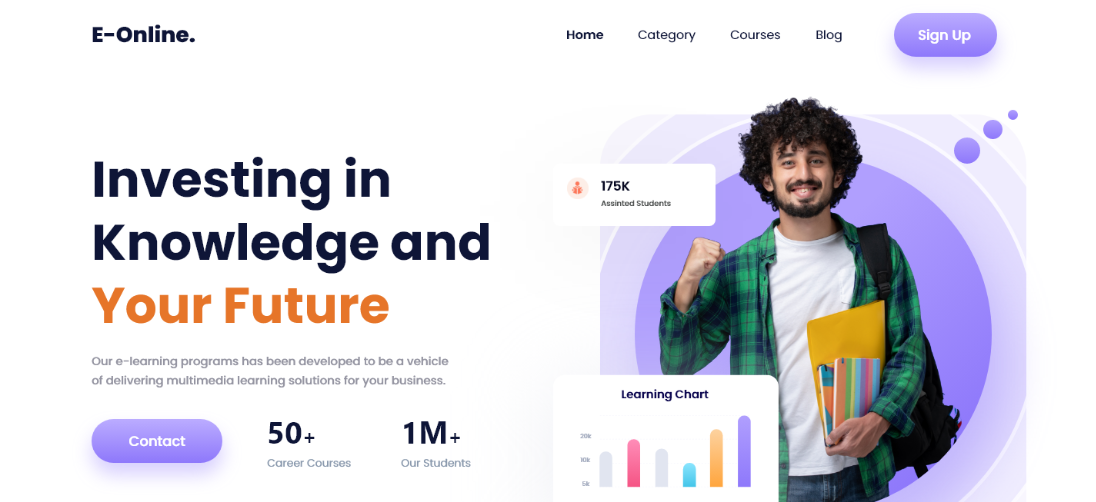 E-Online.
Home
Category
Courses
Blog
Sign Up
Investing in
Knowledge and
Your Future
Our e-learning programs has been developed to be a vehicle
of delivering multimedia learning solutions for your business.
Contact
50+
Career Courses
1M+
Our Students
175K
Assinted Students
Learning Chart
20k
10k
5k